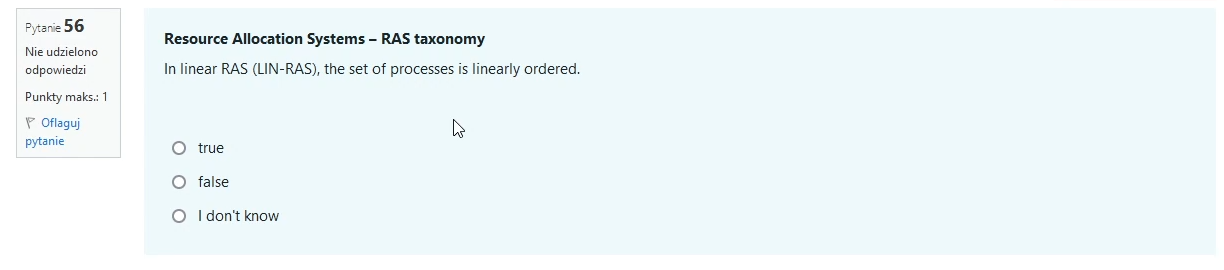 Pytanie 56
Nie udzielono
odpowiedzi
Punkty maks.: 1
Oflaguj
pytanie
Resource Allocation Systems – RAS taxonomy
In linear RAS (LIN-RAS), the set of processes is linearly ordered.
true
false
I don't know